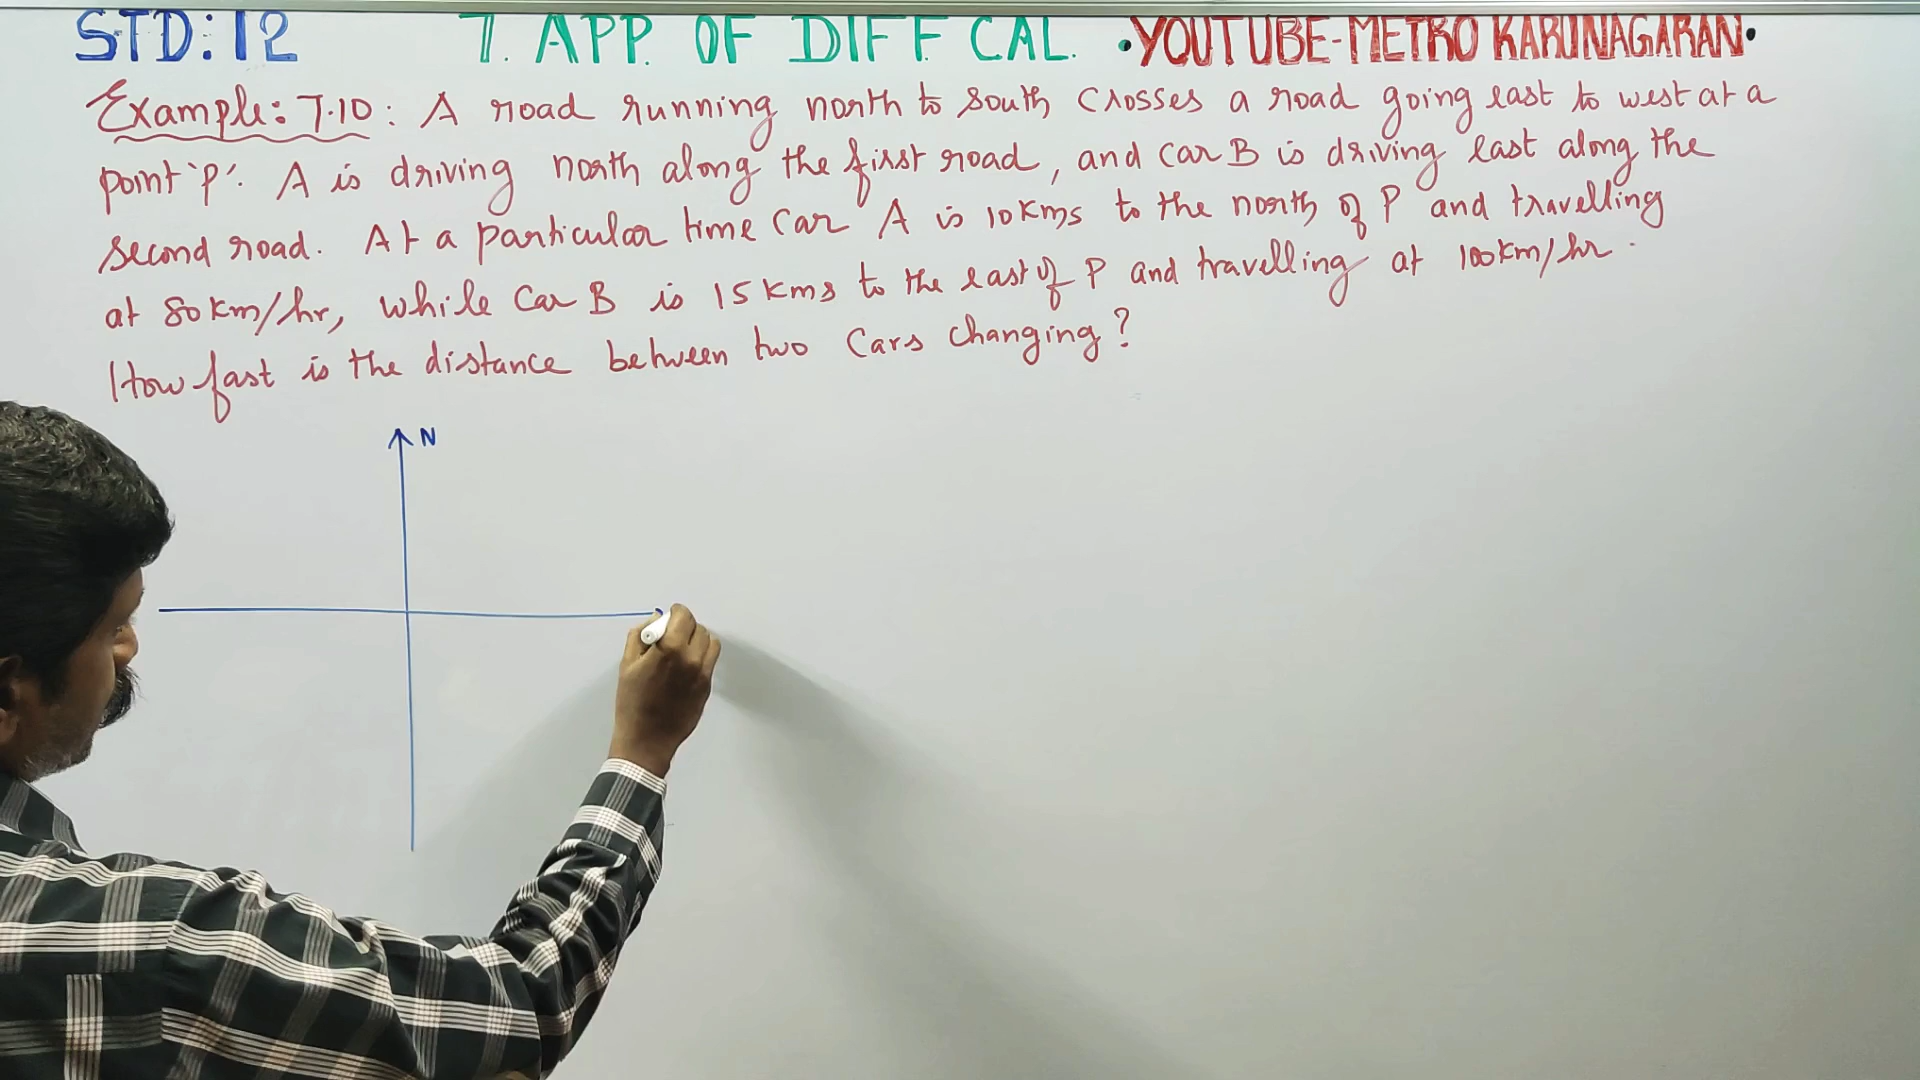 STD: 12 7. APP. OF DIFF CAL. •YOUTUBE-METRO KARUNAGARAN•
Example: 7.10: A road running north to south crosses a road going east to west at a
point 'P'. A is driving north along the first road, and car B is driving east along the
second road. At a particular time car A is 10kms to the north of P and travelling
at 80km/hr, while Car B is 15kms to the east of P and travelling at 100km/hr.
How fast is the distance between two Cars changing?
N